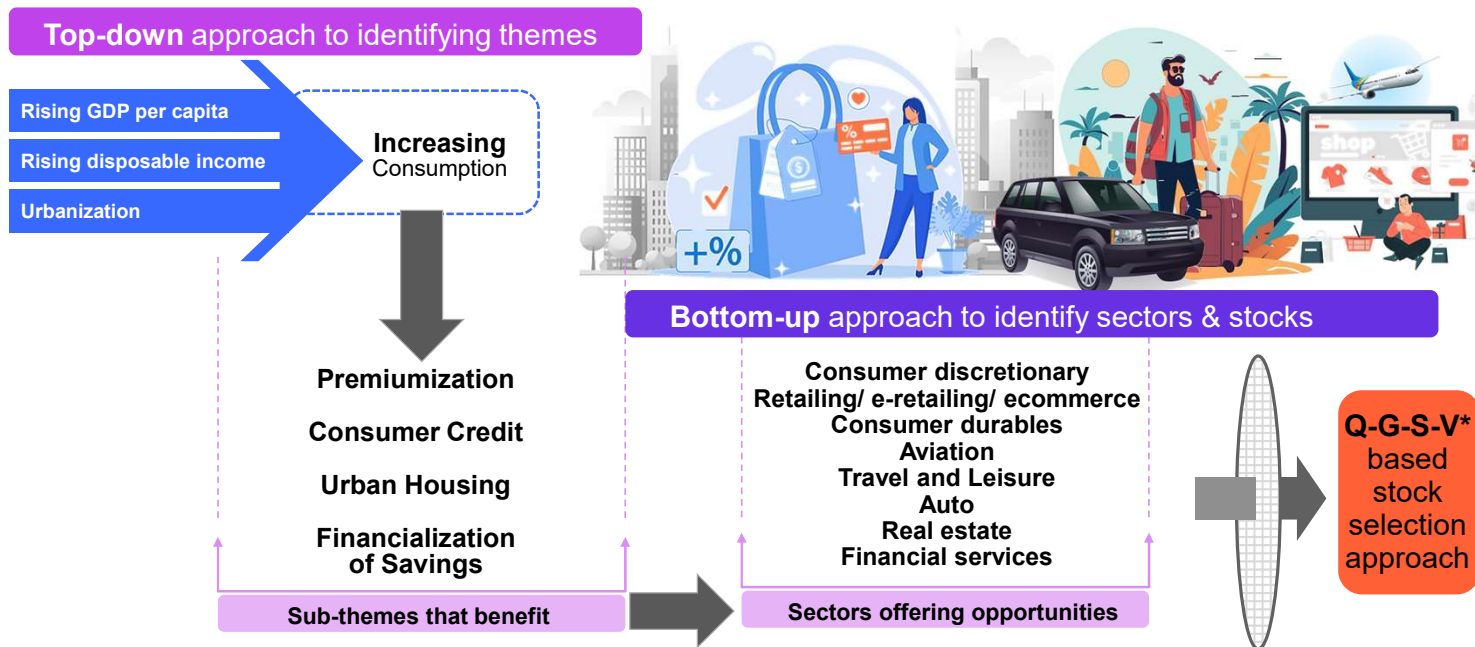 Top-down approach to identifying themes
Rising GDP per capita
Rising disposable income
Urbanization
Increasing
Consumption
%
$
+%
shop
Bottom-up approach to identify sectors & stocks
Premiumization
Consumer Credit
Urban Housing
Financialization
of Savings
Sub-themes that benefit
Consumer discretionary
Retailing/ e-retailing/ ecommerce
Consumer durables
Aviation
Travel and Leisure
Auto
Real estate
Financial services
Sectors offering opportunities
Q-G-S-V*
based
stock
selection
approach